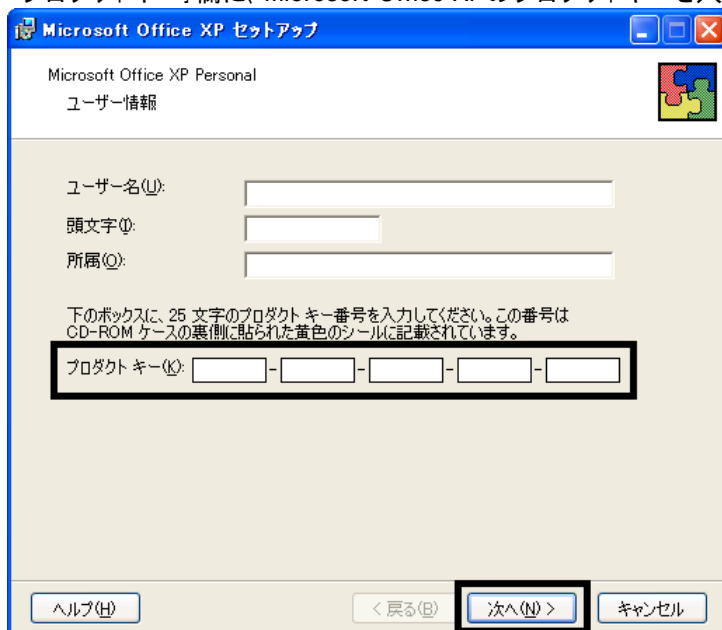 Microsoft Office XP セットアップ
Microsoft Office XP Personal
ユーザー情報
ユーザー名(U):
頭文字(I):
所属(O):
下のボックスに、25 文字のプロダクト キー番号を入力してください。この番号は
CD-ROM ケースの裏側に貼られた黄色のシールに記載されています。
プロダクト キー(K): - - - -
ヘルプ(H) < 戻る(B) 次へ(N) > キャンセル